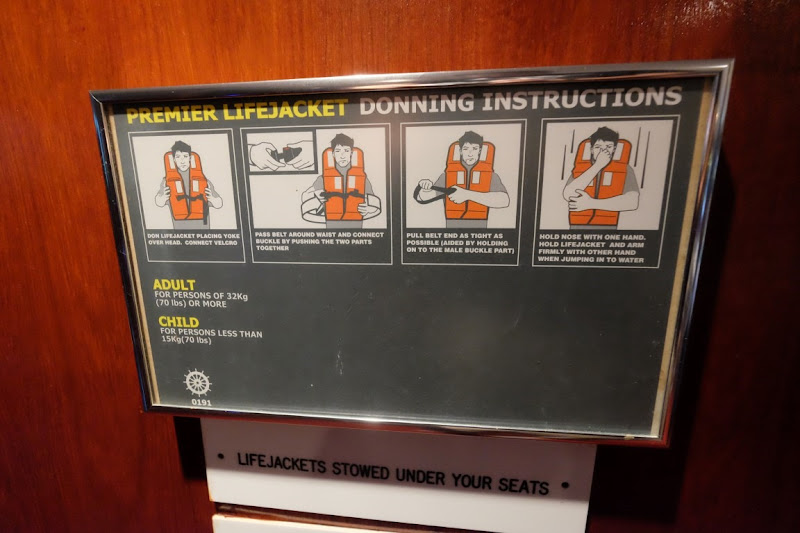 PREMIER LIFEJACKET DONNING INSTRUCTIONS
DON LIFEJACKET PLACING YOKE
OVER HEAD. CONNECT VELCRO
PASS BELT AROUND WAIST AND CONNECT
BUCKLE BY PUSHING THE TWO PARTS
TOGETHER
PULL BELT END AS TIGHT AS
POSSIBLE (AIDED BY HOLDING
ON TO THE MALE BUCKLE PART)
HOLD NOSE WITH ONE HAND.
HOLD LIFEJACKET AND ARM
FIRMLY WITH OTHER HAND
WHEN JUMPING IN TO WATER
ADULT
FOR PERSONS OF 32Kg
(70 lbs) OR MORE
CHILD
FOR PERSONS LESS THAN
15Kg(70 lbs)
0191
• LIFEJACKETS STOWED UNDER YOUR SEATS •